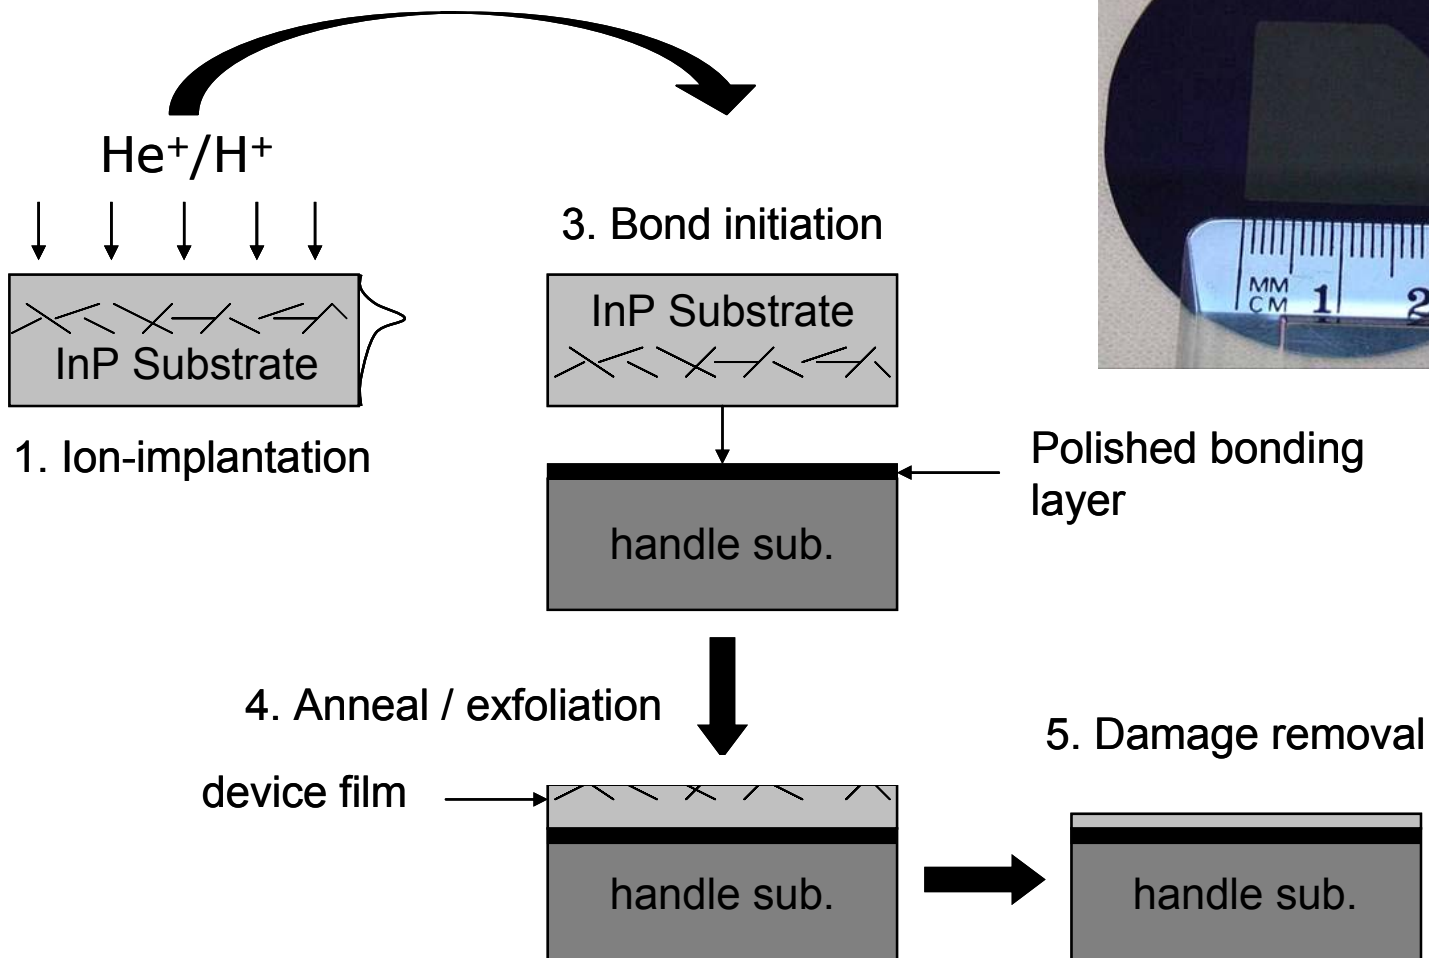 He⁺/H⁺
InP Substrate
1. Ion-implantation
3. Bond initiation
InP Substrate
MM
CM 1 2
Polished bonding
layer
handle sub.
4. Anneal / exfoliation
device film
handle sub.
5. Damage removal
handle sub.